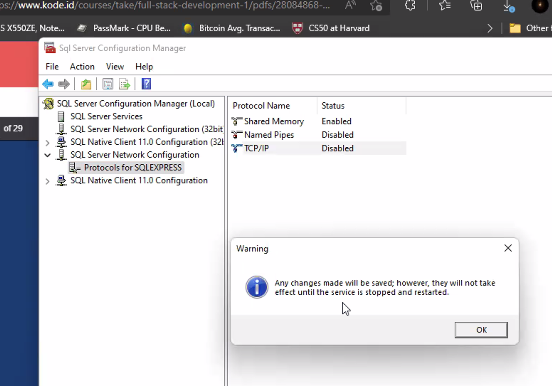 os://www.kode.id/courses/take/full-stack-development-1/pdfs/28084868-
S X550ZE, Note... PassMark - CPU Be... Bitcoin Avg. Transac... CS50 at Harvard Other f
Sql Server Configuration Manager
File Action View Help
of 29
SQL Server Configuration Manager (Local)
SQL Server Services
SQL Server Network Configuration (32bit
SQL Native Client 11.0 Configuration (32l
SQL Server Network Configuration
Protocols for SQLEXPRESS
SQL Native Client 11.0 Configuration
Protocol Name Status
Shared Memory Enabled
Named Pipes Disabled
TCP/IP Disabled
Warning
Any changes made will be saved; however, they will not take
effect until the service is stopped and restarted.
OK